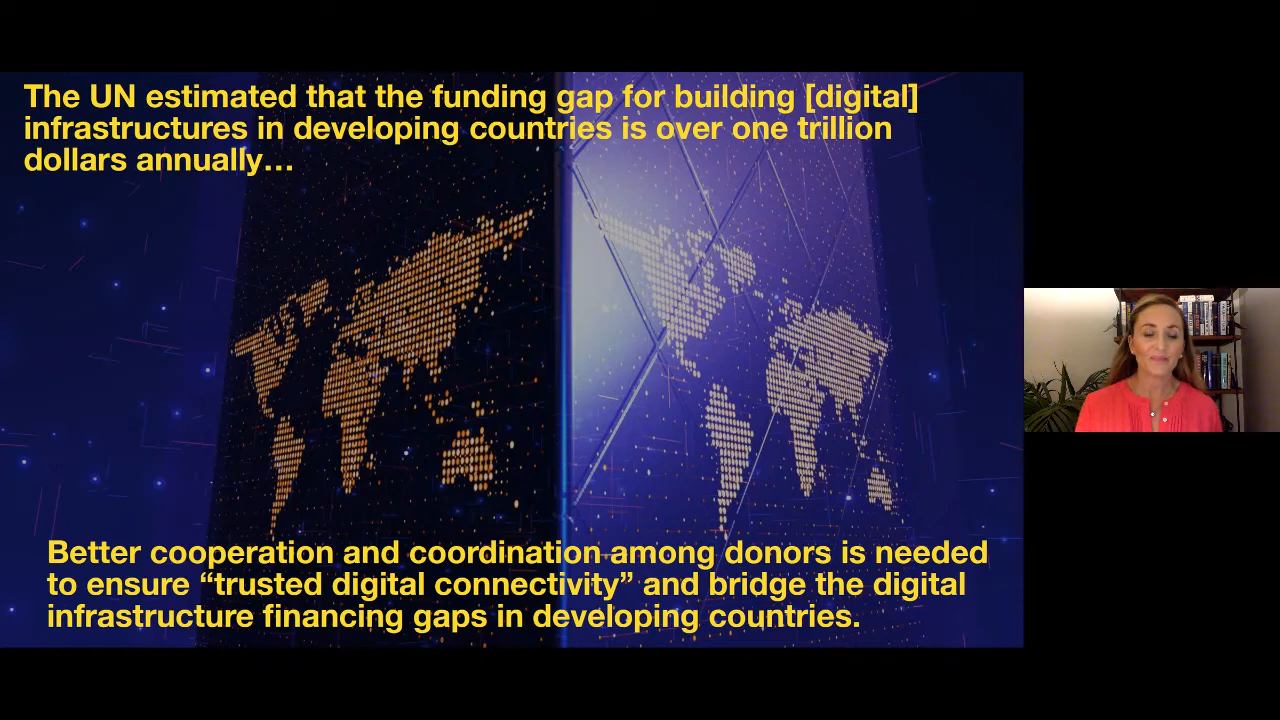 The UN estimated that the funding gap for building [digital]
infrastructures in developing countries is over one trillion
dollars annually…
Better cooperation and coordination among donors is needed
to ensure “trusted digital connectivity” and bridge the digital
infrastructure financing gaps in developing countries.